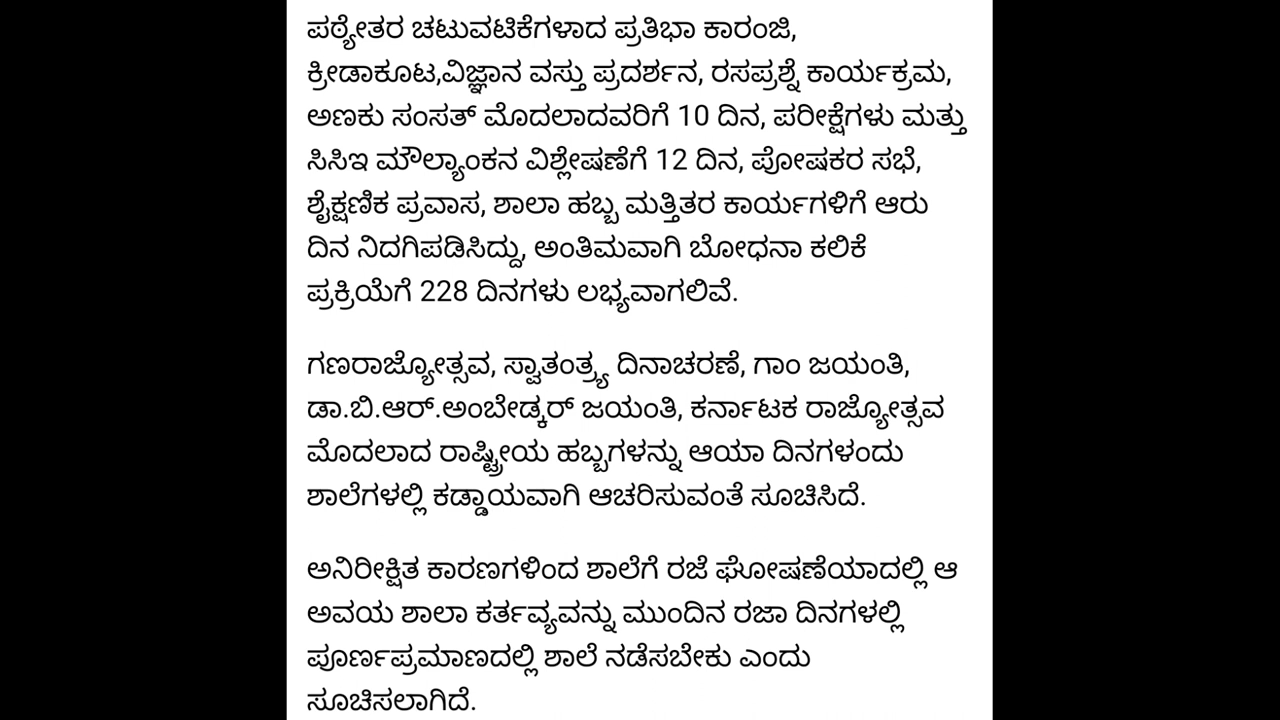 ಪಠ್ಯೇತರ ಚಟುವಟಿಕೆಗಳಾದ ಪ್ರತಿಭಾ ಕಾರಂಜಿ,
ಕ್ರೀಡಾಕೂಟ,ವಿಜ್ಞಾನ ವಸ್ತು ಪ್ರದರ್ಶನ, ರಸಪ್ರಶ್ನೆ ಕಾರ್ಯಕ್ರಮ,
ಅಣಕು ಸಂಸತ್ ಮೊದಲಾದವರಿಗೆ 10 ದಿನ, ಪರೀಕ್ಷೆಗಳು ಮತ್ತು
ಸಿಸಿಇ ಮೌಲ್ಯಾಂಕನ ವಿಶ್ಲೇಷಣೆಗೆ 12 ದಿನ, ಪೋಷಕರ ಸಭೆ,
ಶೈಕ್ಷಣಿಕ ಪ್ರವಾಸ, ಶಾಲಾ ಹಬ್ಬ ಮತ್ತಿತರ ಕಾರ್ಯಗಳಿಗೆ ಆರು
ದಿನ ನಿದಗಿಪಡಿಸಿದ್ದು, ಅಂತಿಮವಾಗಿ ಬೋಧನಾ ಕಲಿಕೆ
ಪ್ರಕ್ರಿಯೆಗೆ 228 ದಿನಗಳು ಲಭ್ಯವಾಗಲಿವೆ.
ಗಣರಾಜ್ಯೋತ್ಸವ, ಸ್ವಾತಂತ್ರ್ಯ ದಿನಾಚರಣೆ, ಗಾಂ ಜಯಂತಿ,
ಡಾ.ಬಿ.ಆರ್.ಅಂಬೇಡ್ಕರ್ ಜಯಂತಿ, ಕರ್ನಾಟಕ ರಾಜ್ಯೋತ್ಸವ
ಮೊದಲಾದ ರಾಷ್ಟ್ರೀಯ ಹಬ್ಬಗಳನ್ನು ಆಯಾ ದಿನಗಳಂದು
ಶಾಲೆಗಳಲ್ಲಿ ಕಡ್ಡಾಯವಾಗಿ ಆಚರಿಸುವಂತೆ ಸೂಚಿಸಿದೆ.
ಅನಿರೀಕ್ಷಿತ ಕಾರಣಗಳಿಂದ ಶಾಲೆಗೆ ರಜೆ ಘೋಷಣೆಯಾದಲ್ಲಿ ಆ
ಅವಯ ಶಾಲಾ ಕರ್ತವ್ಯವನ್ನು ಮುಂದಿನ ರಜಾ ದಿನಗಳಲ್ಲಿ
ಪೂರ್ಣಪ್ರಮಾಣದಲ್ಲಿ ಶಾಲೆ ನಡೆಸಬೇಕು ಎಂದು
ಸೂಚಿಸಲಾಗಿದೆ.